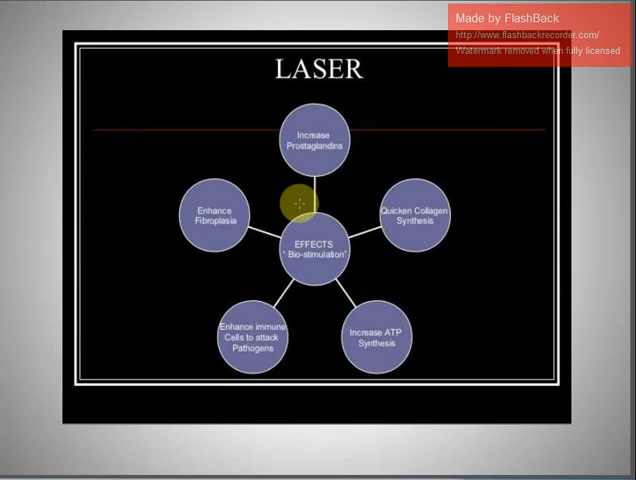 Made by FlashBack
http://www.flashbackrecorder.com/
Watermark removed when fully licensed
LASER
Increase
Prostaglandins
Enhance
Fibroplasia
Quicken Collagen
Synthesis
EFFECTS
" Bio-stimulation"
Enhance immune
Cells to attack
Pathogens
Increase ATP
Synthesis